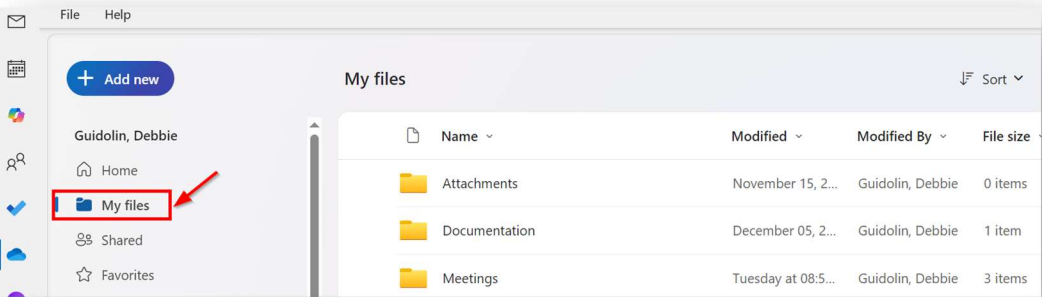 File Help
Add new
My files
Sort
Guidolin, Debbie
Name Modified Modified By File size
Home
Attachments November 15, 2... Guidolin, Debbie 0 items
My files
Documentation December 05, 2... Guidolin, Debbie 1 item
Shared
Favorites
Meetings Tuesday at 08:5... Guidolin, Debbie 3 items